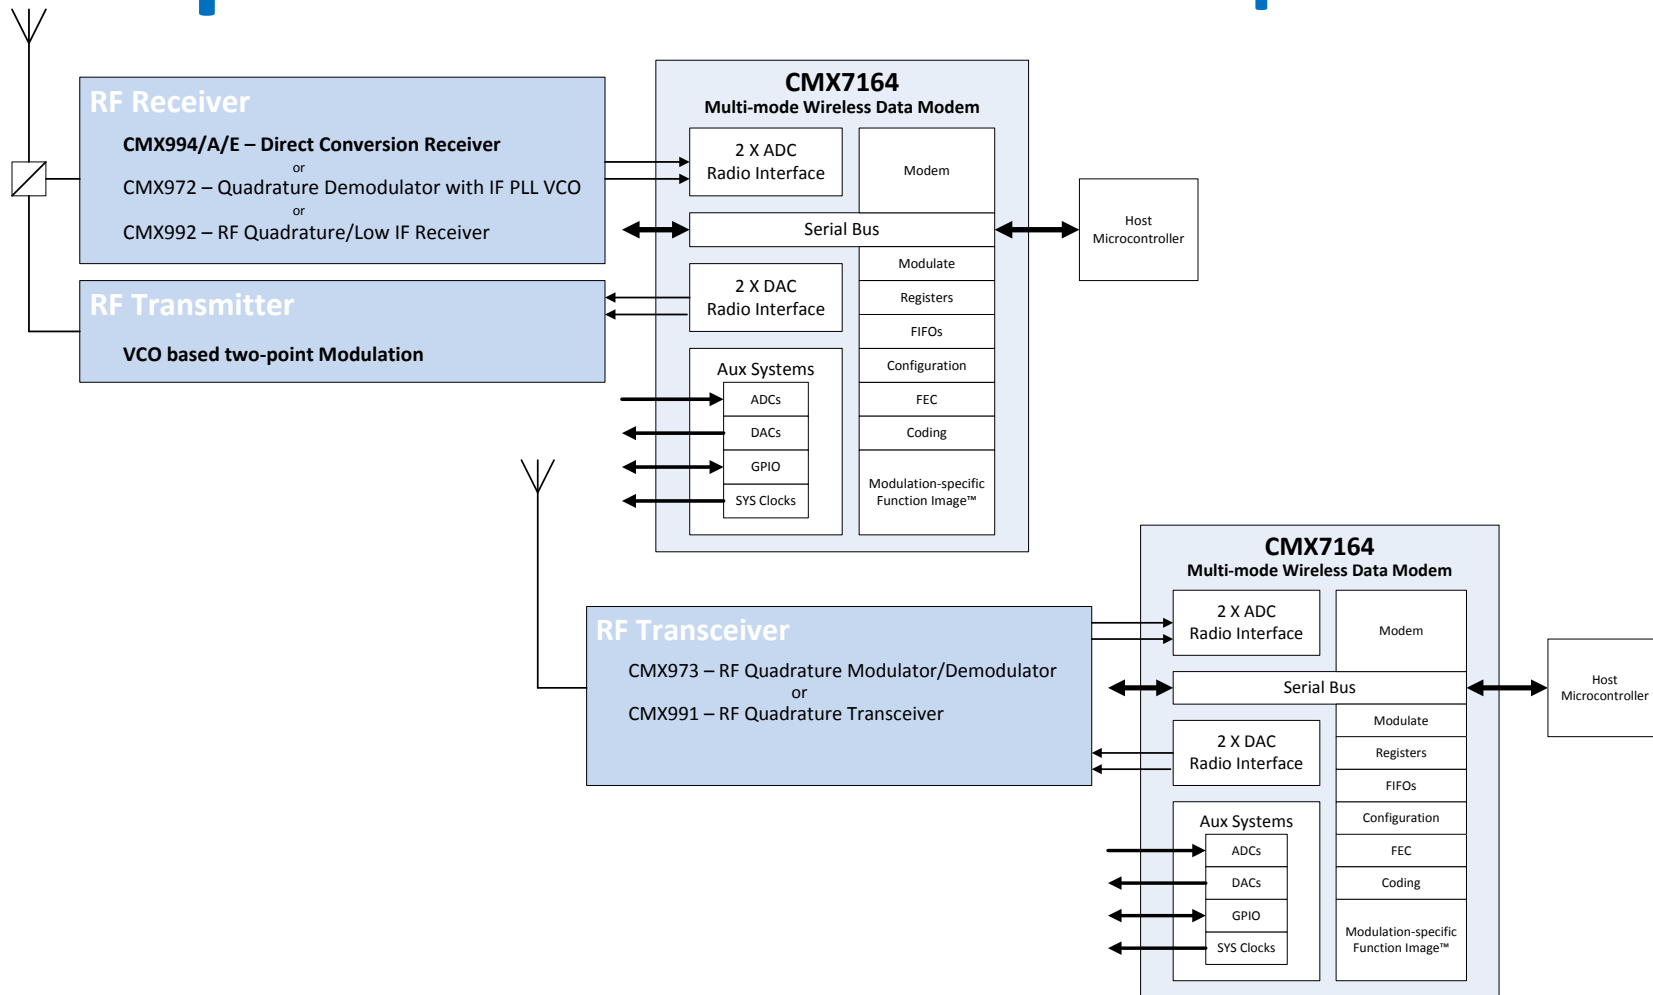 RF Receiver
CMX994/A/E – Direct Conversion Receiver
or
CMX972 – Quadrature Demodulator with IF PLL VCO
or
CMX992 – RF Quadrature/Low IF Receiver
RF Transmitter
VCO based two-point Modulation
CMX7164
Multi-mode Wireless Data Modem
2 X ADC
Radio Interface
Modem
Serial Bus
Host
Microcontroller
2 X DAC
Radio Interface
Modulate
Registers
FIFOs
Configuration
FEC
Coding
Modulation-specific
Function Image™
Aux Systems
ADCs
DACs
GPIO
SYS Clocks
RF Transceiver
CMX973 – RF Quadrature Modulator/Demodulator
or
CMX991 – RF Quadrature Transceiver
CMX7164
Multi-mode Wireless Data Modem
2 X ADC
Radio Interface
Modem
Serial Bus
Host
Microcontroller
2 X DAC
Radio Interface
Modulate
Registers
FIFOs
Configuration
FEC
Coding
Modulation-specific
Function Image™
Aux Systems
ADCs
DACs
GPIO
SYS Clocks